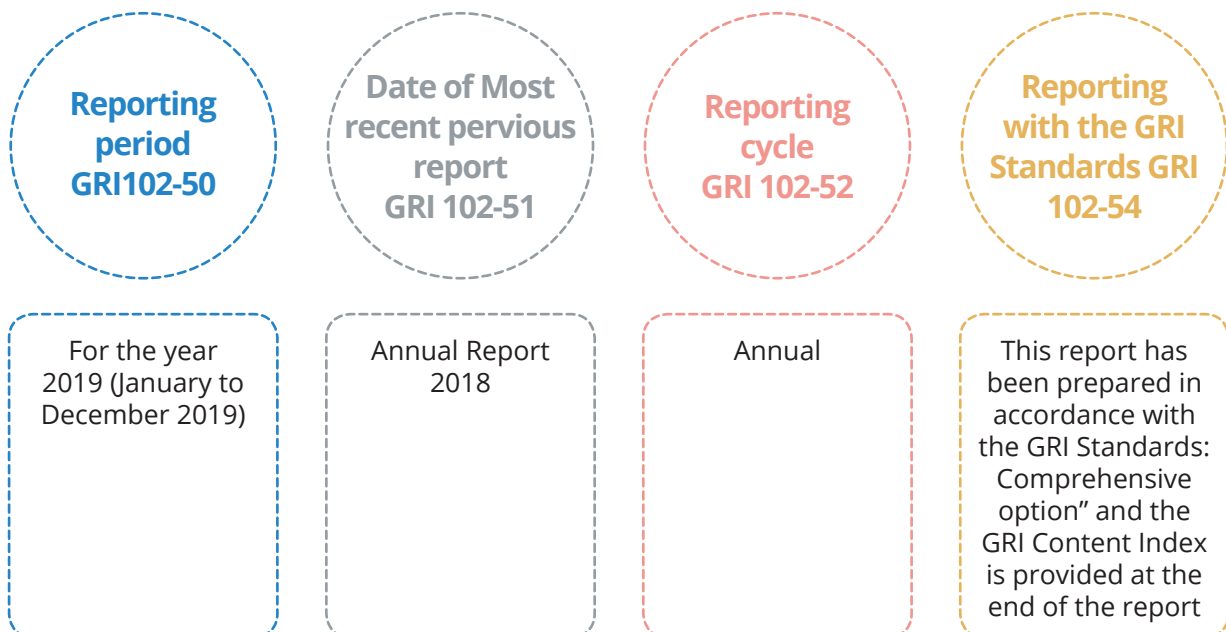 Reporting
period
GRI102-50
Date of Most
recent pervious
report
GRI 102-51
Reporting
cycle
GRI 102-52
Reporting
with the GRI
Standards GRI
102-54
For the year
2019 (January to
December 2019)
Annual Report
2018
Annual
This report has
been prepared in
accordance with
the GRI Standards:
Comprehensive
option” and the
GRI Content Index
is provided at the
end of the report